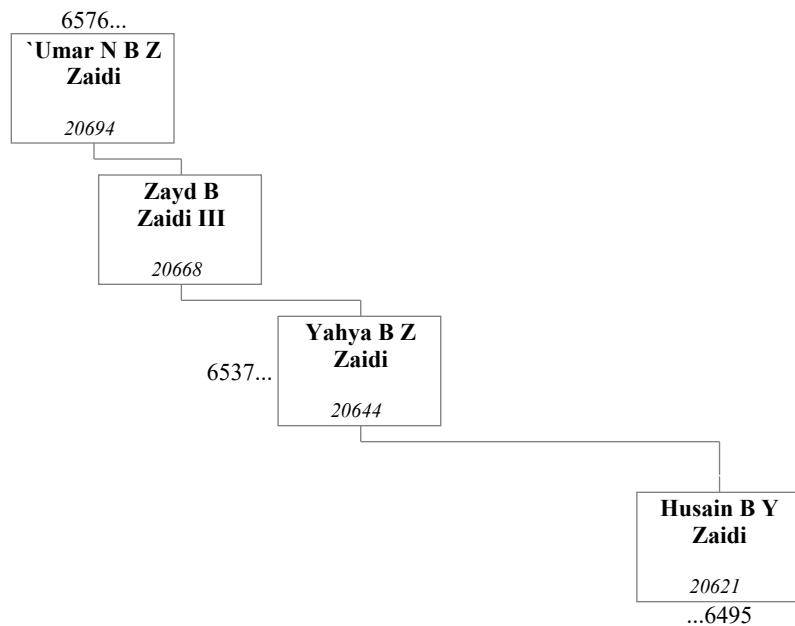 6576...
`Umar N B Z
Zaidi
20694
Zayd B
Zaidi III
20668
Yahya B Z
Zaidi
6537...
20644
Husain B Y
Zaidi
20621
...6495